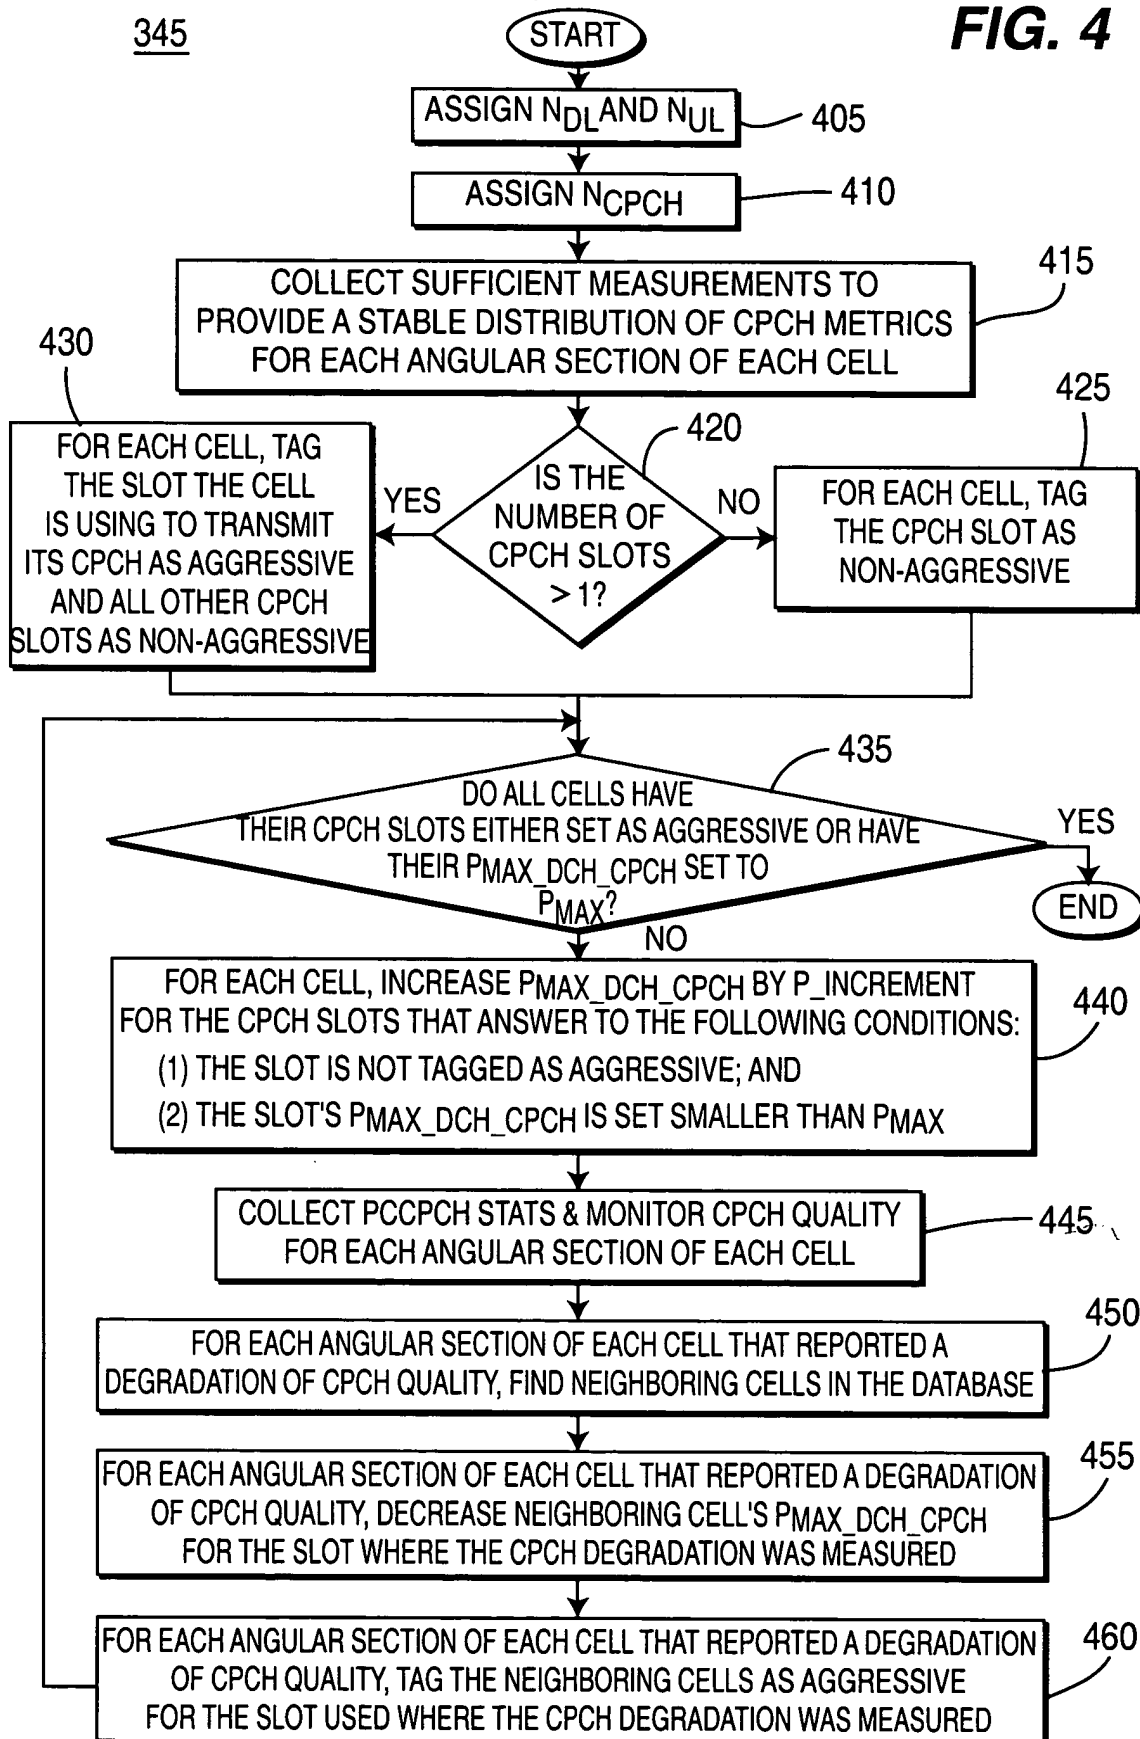 345
START
FIG. 4
ASSIGN NDL AND NUL
405
ASSIGN NCPCH
410
COLLECT SUFFICIENT MEASUREMENTS TO
PROVIDE A STABLE DISTRIBUTION OF CPCH METRICS
FOR EACH ANGULAR SECTION OF EACH CELL
415
430
FOR EACH CELL, TAG
THE SLOT THE CELL
IS USING TO TRANSMIT
ITS CPCH AS AGGRESSIVE
AND ALL OTHER CPCH
SLOTS AS NON-AGGRESSIVE
YES
420
IS THE
NUMBER OF
CPCH SLOTS
> 1?
NO
425
FOR EACH CELL, TAG
THE CPCH SLOT AS
NON-AGGRESSIVE
435
DO ALL CELLS HAVE
THEIR CPCH SLOTS EITHER SET AS AGGRESSIVE OR HAVE
THEIR PMAX_DCH_CPCH SET TO
PMAX?
YES
END
NO
FOR EACH CELL, INCREASE PMAX_DCH_CPCH BY P_INCREMENT
FOR THE CPCH SLOTS THAT ANSWER TO THE FOLLOWING CONDITIONS:
(1) THE SLOT IS NOT TAGGED AS AGGRESSIVE; AND
(2) THE SLOT'S PMAX_DCH_CPCH IS SET SMALLER THAN PMAX
440
COLLECT PCCPCH STATS & MONITOR CPCH QUALITY
FOR EACH ANGULAR SECTION OF EACH CELL
445
FOR EACH ANGULAR SECTION OF EACH CELL THAT REPORTED A
DEGRADATION OF CPCH QUALITY, FIND NEIGHBORING CELLS IN THE DATABASE
450
FOR EACH ANGULAR SECTION OF EACH CELL THAT REPORTED A DEGRADATION
OF CPCH QUALITY, DECREASE NEIGHBORING CELL'S PMAX_DCH_CPCH
FOR THE SLOT WHERE THE CPCH DEGRADATION WAS MEASURED
455
FOR EACH ANGULAR SECTION OF EACH CELL THAT REPORTED A DEGRADATION
OF CPCH QUALITY, TAG THE NEIGHBORING CELLS AS AGGRESSIVE
FOR THE SLOT USED WHERE THE CPCH DEGRADATION WAS MEASURED
460